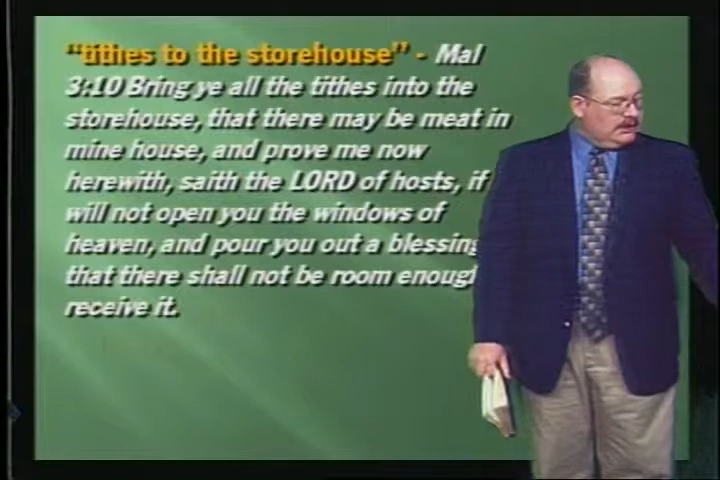 "tithes to the storehouse" - Mal
3:10 Bring ye all the tithes into the
storehouse, that there may be meat in
mine house, and prove me now
herewith, saith the LORD of hosts, if
will not open you the windows of
heaven, and pour you out a blessing
that there shall not be room enough
receive it.